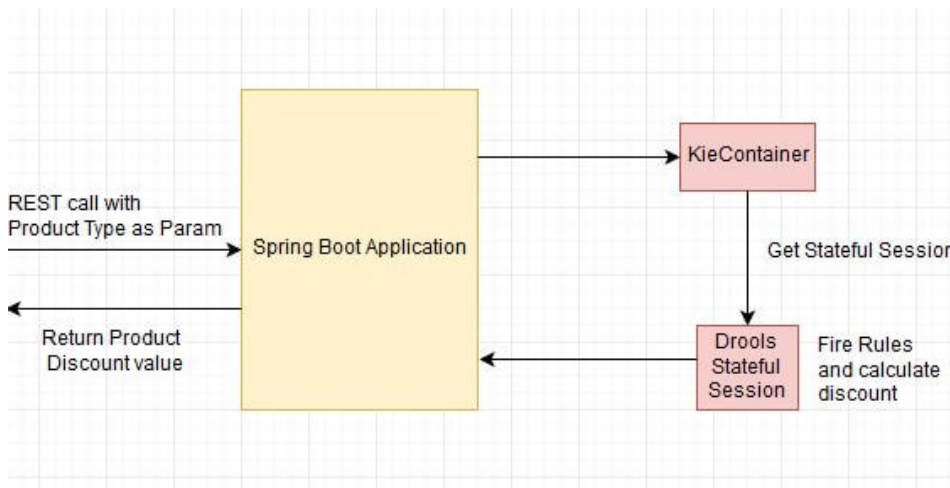 REST call with
Product Type as Param
Return Product
Discount value
Spring Boot Application
KieContainer
Get Stateful Session
Drools
Stateful
Session
Fire Rules
and calculate
discount